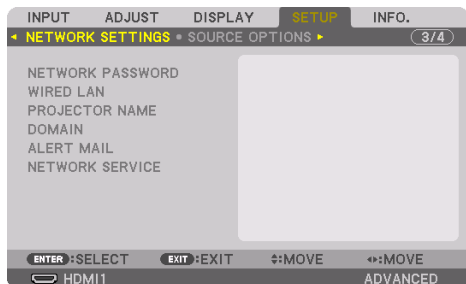 INPUT ADJUST DISPLAY SETUP INFO.
NETWORK SETTINGS • SOURCE OPTIONS 3/4
NETWORK PASSWORD
WIRED LAN
PROJECTOR NAME
DOMAIN
ALERT MAIL
NETWORK SERVICE
ENTER :SELECT EXIT :EXIT :MOVE :MOVE
HDMI1 ADVANCED